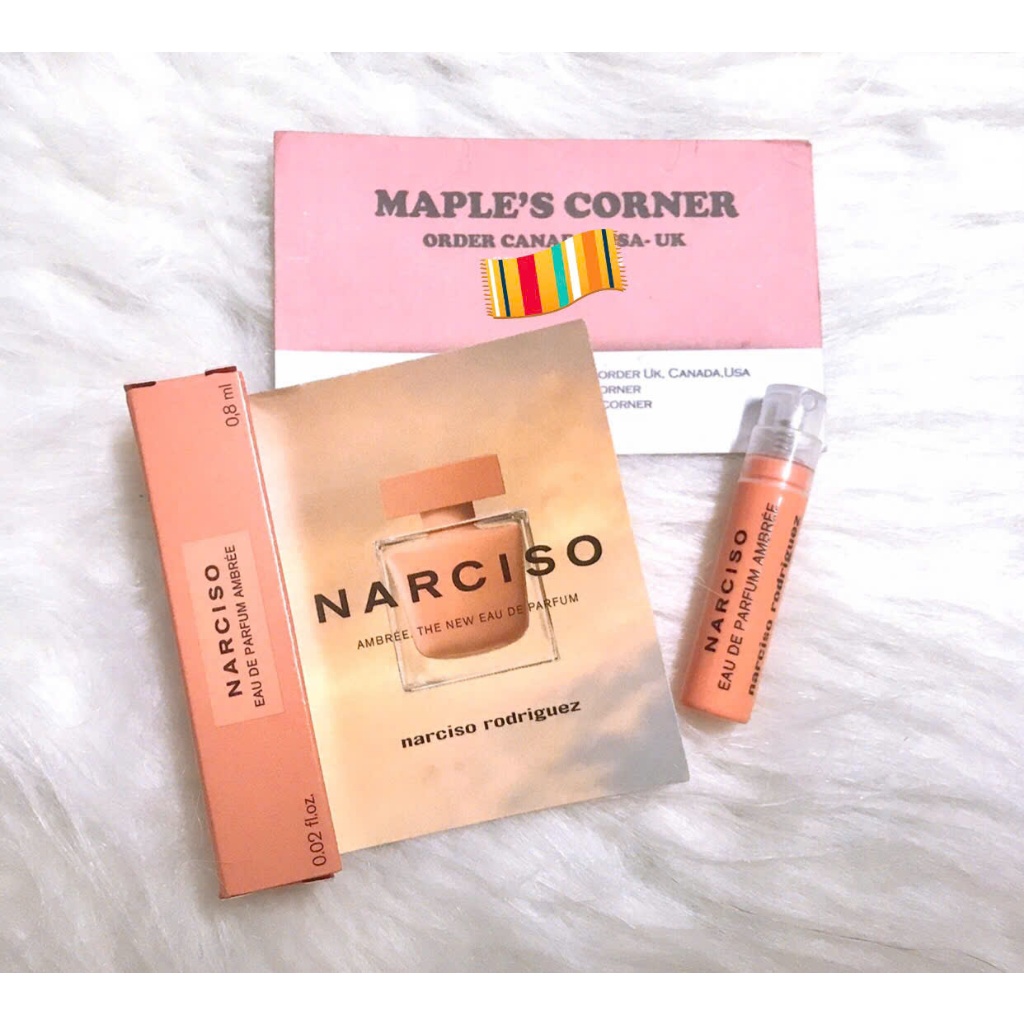 MAPLE'S CORNER
ORDER CANADA USA- UK
ORDER UK, CANADA,USA
ORNER
CORNER
0,8 ml
NARCISO
EAU DE PARFUM AMBRÉE
0.02 fl.oz.
NARCISO
AMBRÉE, THE NEW EAU DE PARFUM
narciso rodriguez
NARCISO
EAU DE PARFUM AMBRÉE
narciso rodriguez